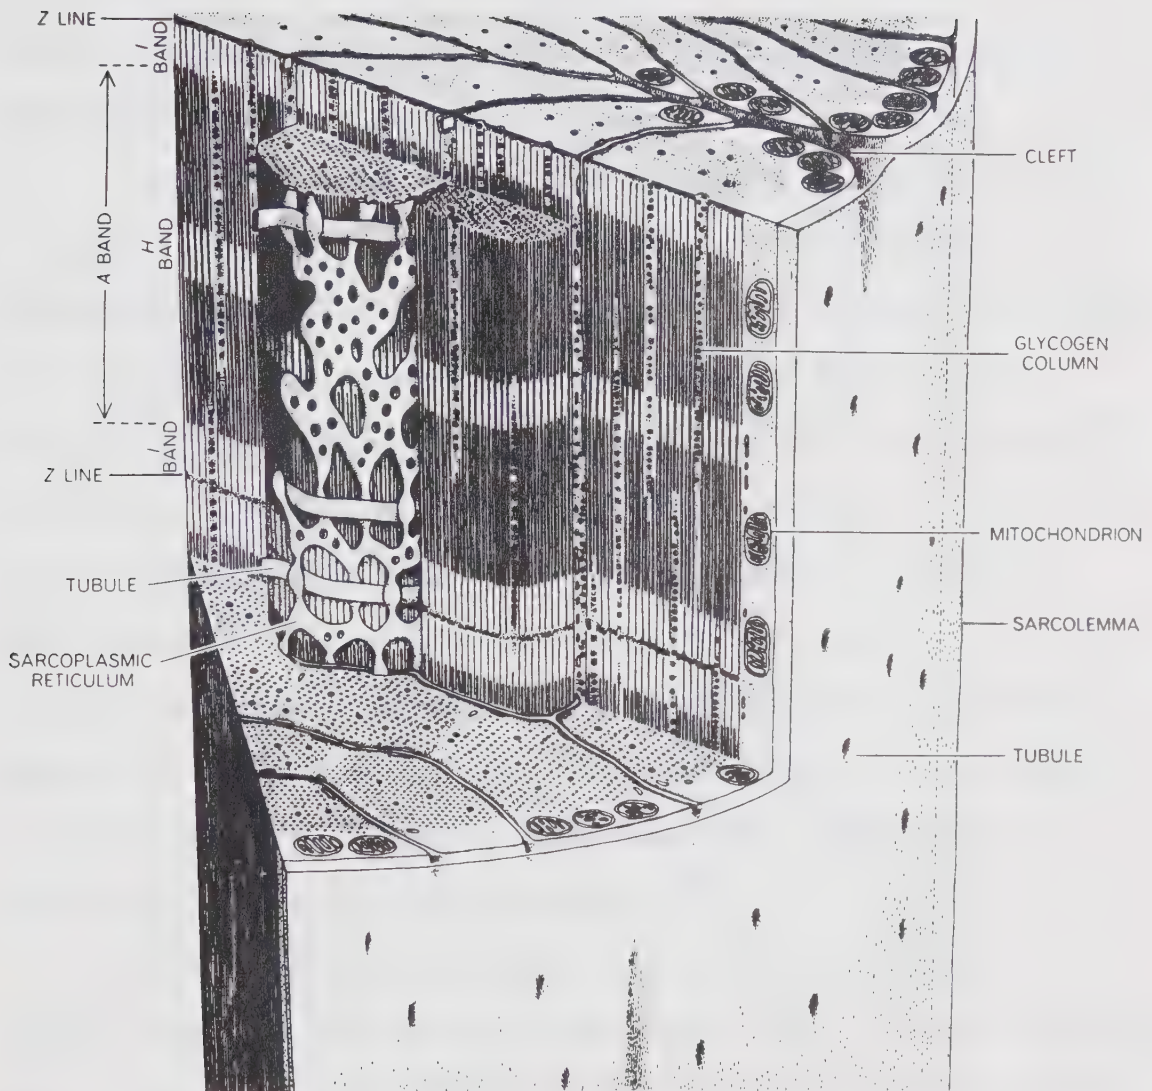 Z LINE
I
BAND
A BAND
H
BAND
I
BAND
Z LINE
TUBULE
SARCOPLASMIC
RETICULUM
CLEFT
GLYCOGEN
COLUMN
MITOCHONDRION
SARCOLEMMA
TUBULE